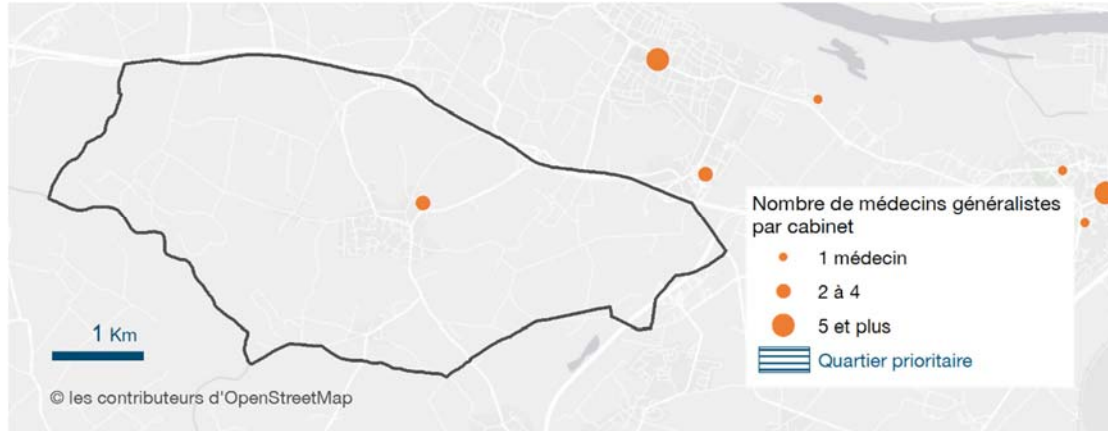 Nombre de médecins généralistes
par cabinet
1 médecin
2 à 4
5 et plus
Quartier prioritaire
1 Km
© les contributeurs d'OpenStreetMap